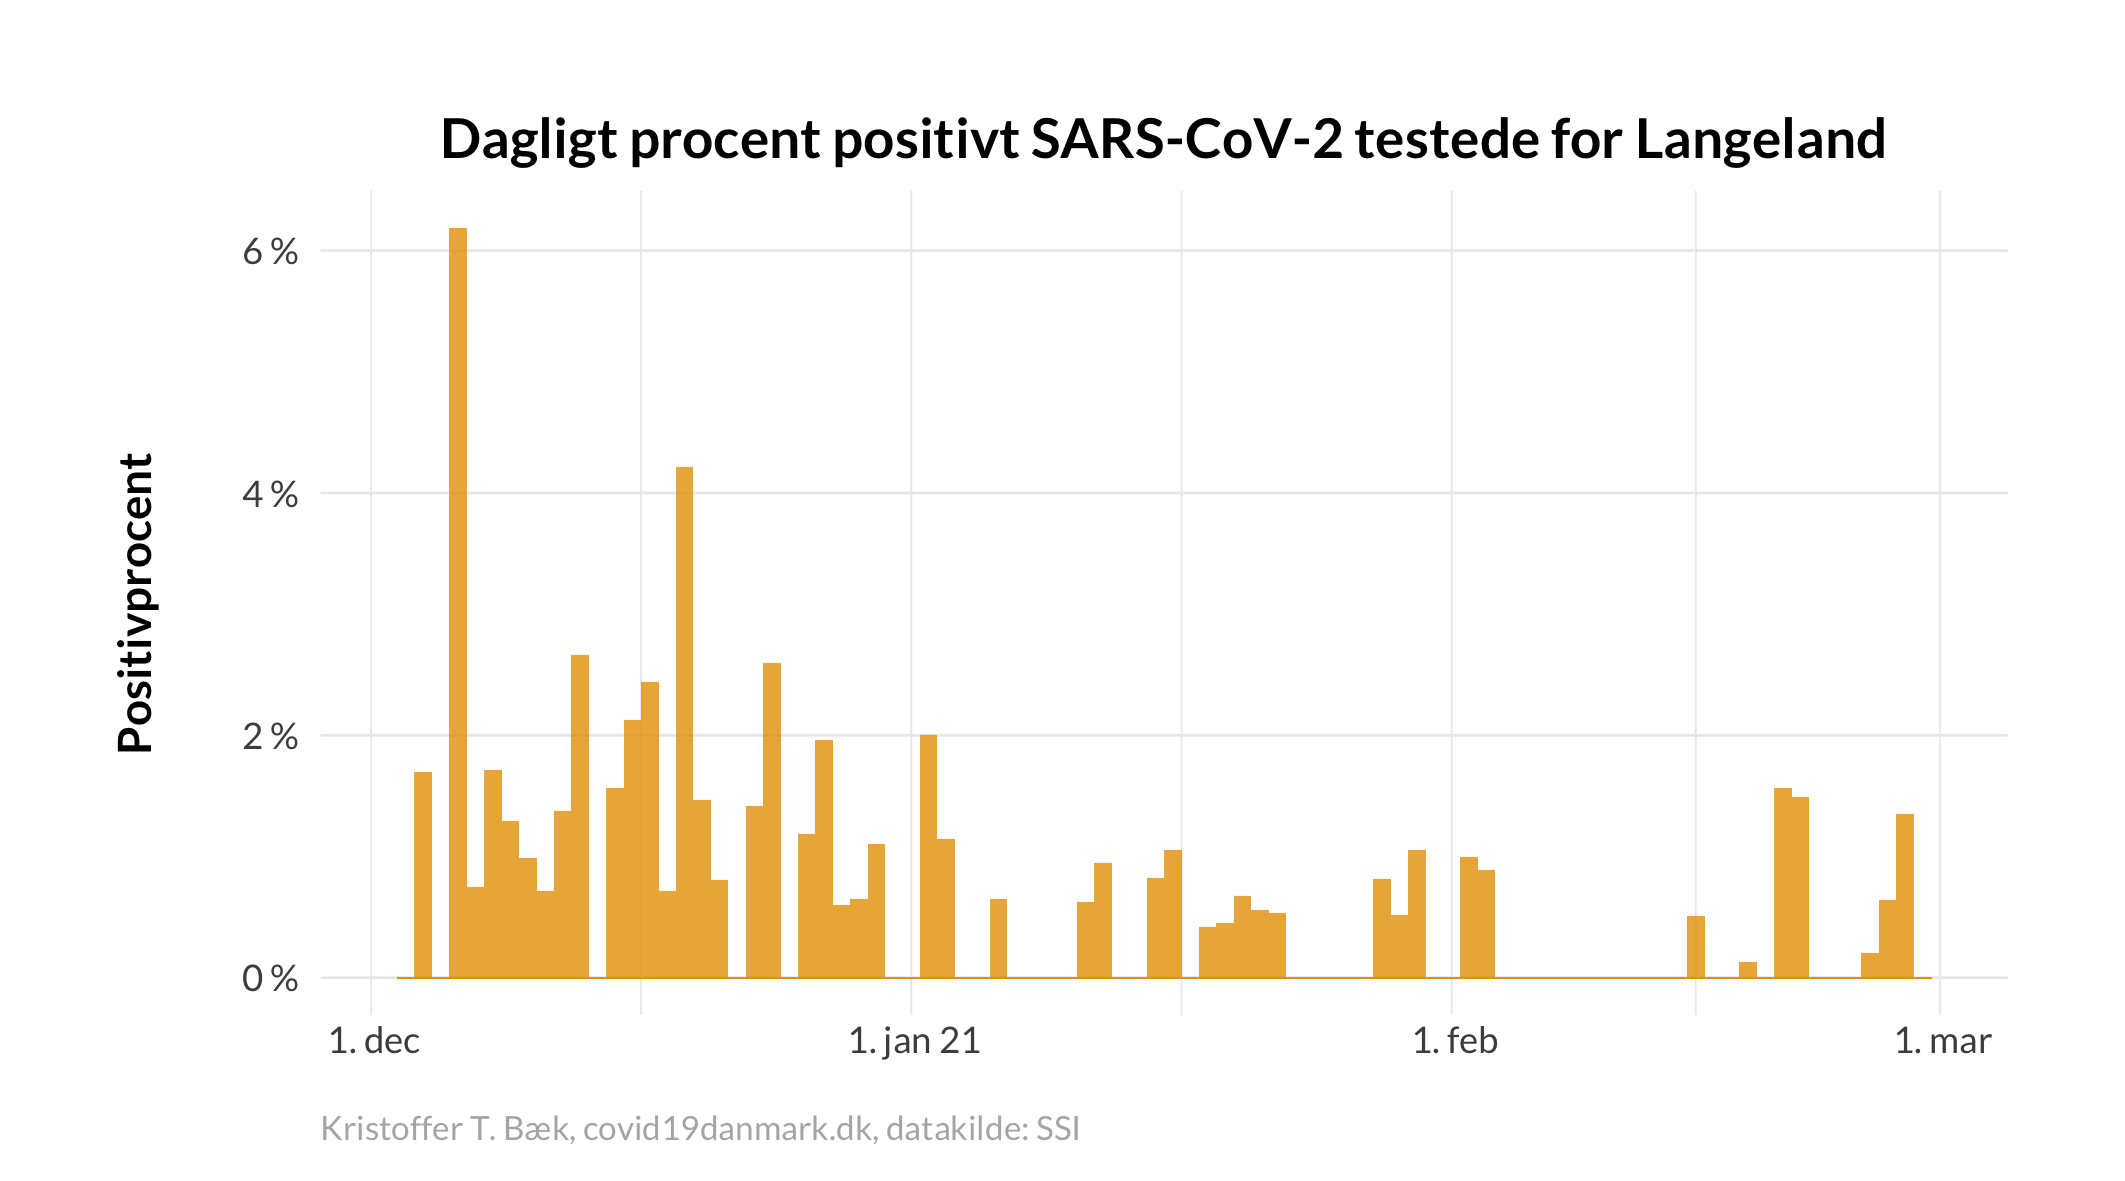 Dagligt procent positivt SARS-CoV-2 testede for Langeland
Positivprocent
6 %
4 %
2 %
0 %
1. dec
1. jan 21
1. feb
1. mar
Kristoffer T. Bæk, covid19danmark.dk, datakilde: SSI